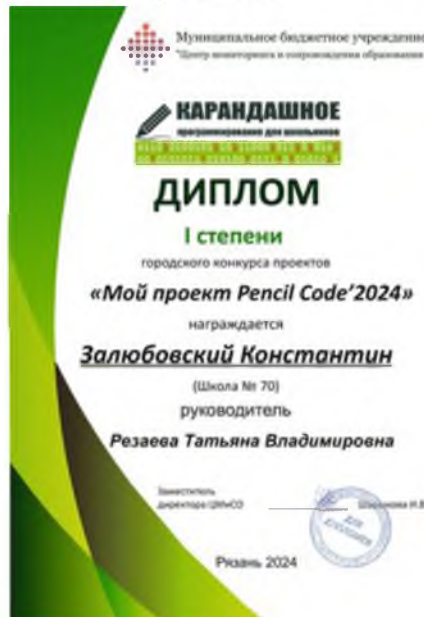 Муниципальное бюджетное учреждение
"Центр мониторинга и сопровождения образования
КАРАНДАШНОЕ
программирование для школьников
ДИПЛОМ
I степени
городского конкурса проектов
«Мой проект Pencil Code’2024»
награждается
Залюбовский Константин
(Школа № 70)
руководитель
Резаева Татьяна Владимировна
Заместитель
директора ЦМиСО
ДЛЯ
Рязань 2024